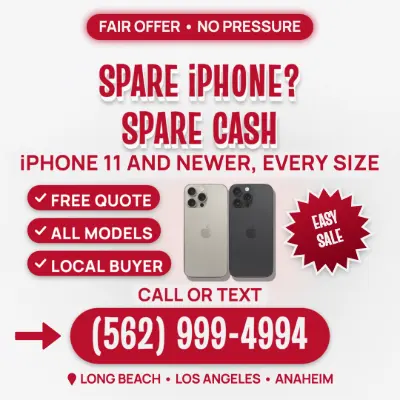 FAIR OFFER • NO PRESSURE
SPARE iPHONE?
SPARE CASH
iPHONE 11 AND NEWER, EVERY SIZE
FREE QUOTE
ALL MODELS
LOCAL BUYER
EASY
SALE
CALL OR TEXT
(562) 999-4994
LONG BEACH • LOS ANGELES • ANAHEIM